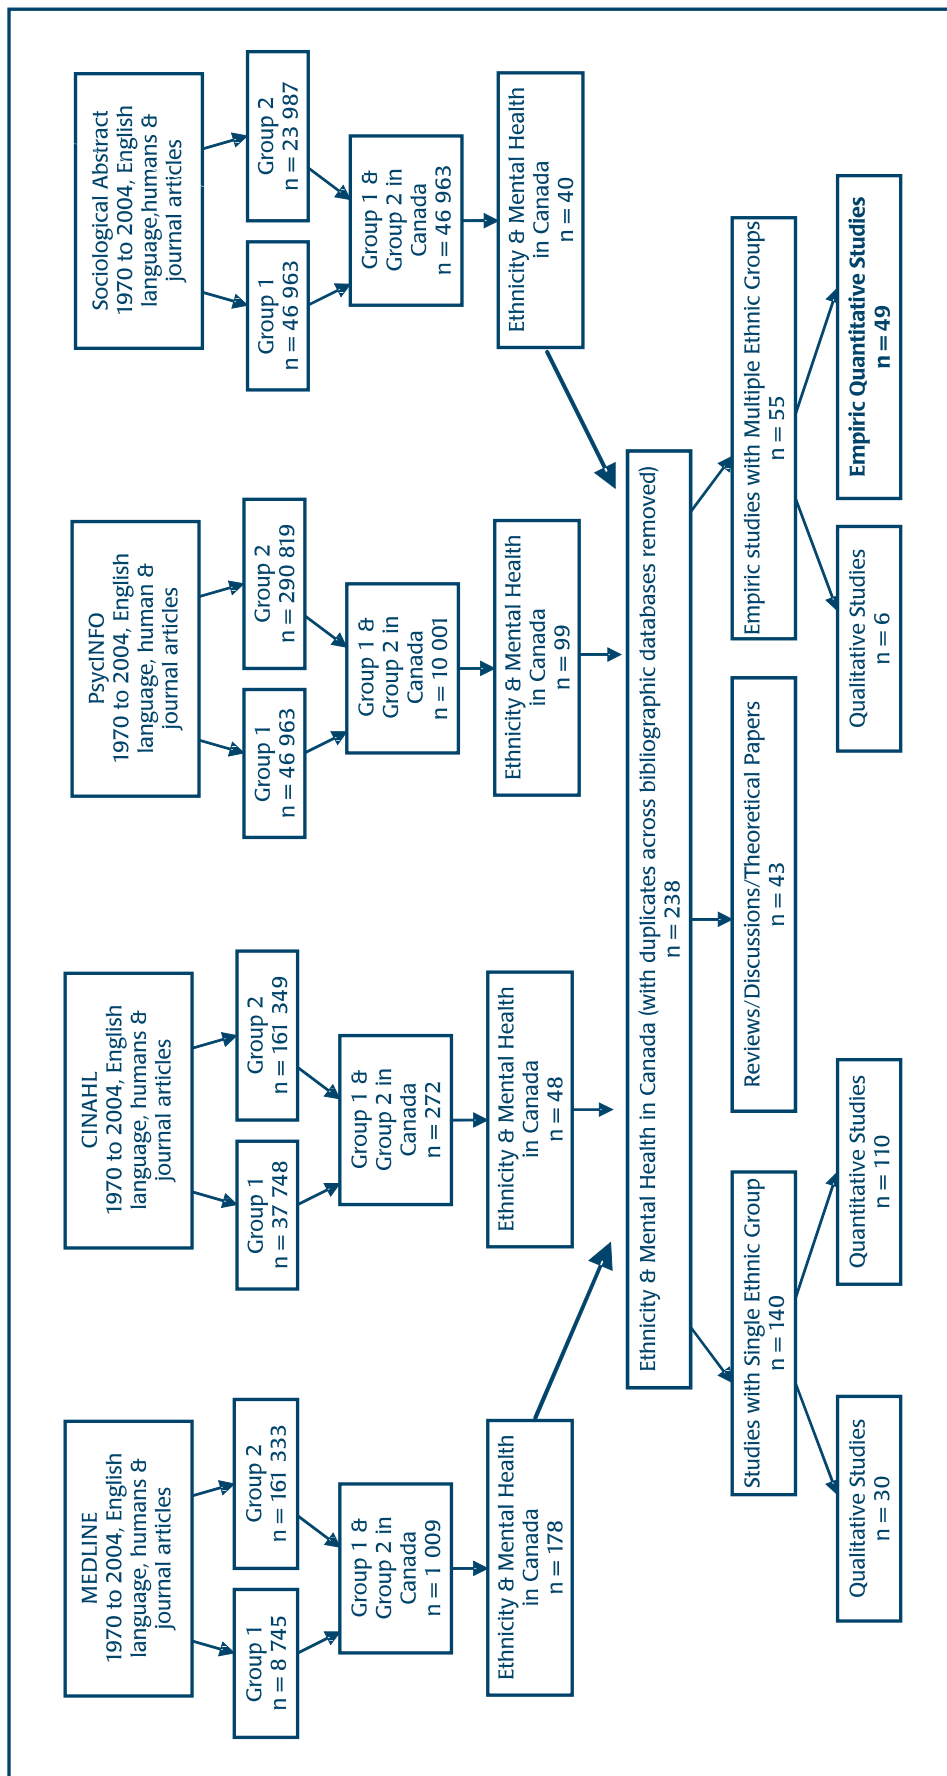 MEDLINE
1970 to 2004, English
language, humans &
journal articles
Group 1
n = 8 745
Group 2
n = 161 333
Group 1 &
Group 2 in
Canada
n = 1 009
Ethnicity & Mental Health
in Canada
n = 178
CINAHL
1970 to 2004, English
language, humans &
journal articles
Group 1
n = 37 748
Group 2
n = 161 349
Group 1 &
Group 2 in
Canada
n = 272
Ethnicity & Mental Health
in Canada
n = 48
PsycINFO
1970 to 2004, English
language, human &
journal articles
Group 1
n = 46 963
Group 2
n = 290 819
Group 1 &
Group 2 in
Canada
n = 10 001
Ethnicity & Mental Health
in Canada
n = 99
Sociological Abstract
1970 to 2004, English
language,humans &
journal articles
Group 1
n = 46 963
Group 2
n = 23 987
Group 1 &
Group 2 in
Canada
n = 46 963
Ethnicity & Mental Health
in Canada
n = 40
Ethnicity & Mental Health in Canada (with duplicates across bibliographic databases removed)
n = 238
Studies with Single Ethnic Group
n = 140
Reviews/Discussions/Theoretical Papers
n = 43
Empiric studies with Multiple Ethnic Groups
n = 55
Qualitative Studies
n = 30
Quantitative Studies
n = 110
Qualitative Studies
n = 6
Empiric Quantitative Studies
n = 49